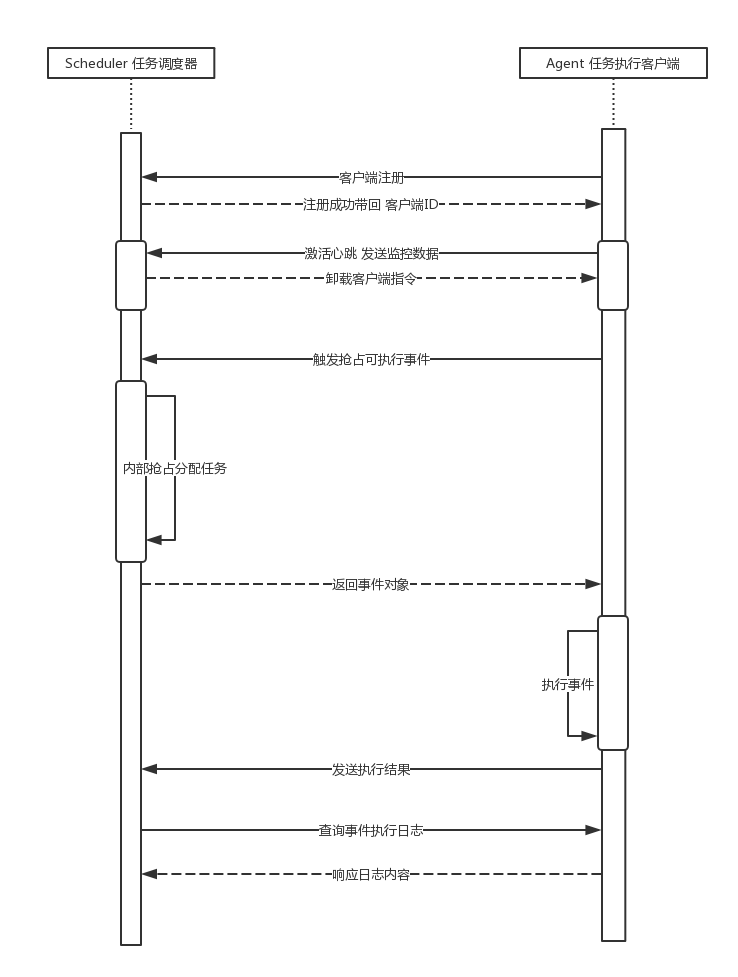 Scheduler 任务调度器
Agent 任务执行客户端
客户端注册
注册成功带回 客户端ID
激活心跳 发送监控数据
卸载客户端指令
触发抢占可执行事件
内部抢占分配任务
返回事件对象
执行事件
发送执行结果
查询事件执行日志
响应日志内容